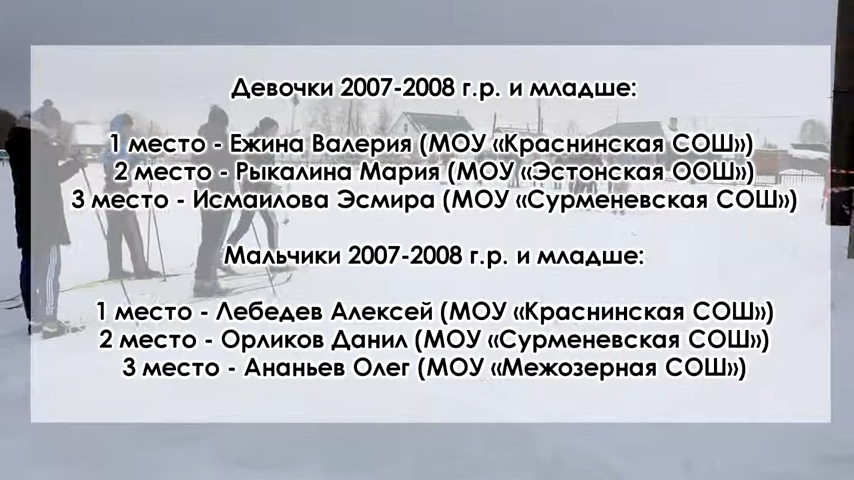 Девочки 2007-2008 г.р. и младше:
1 место - Ежина Валерия (МОУ «Краснинская СОШ»)
2 место - Рыкалина Мария (МОУ «Эстонская ООШ»)
3 место - Исмаилова Эсмира (МОУ «Сурменевская СОШ»)
Мальчики 2007-2008 г.р. и младше:
1 место - Лебедев Алексей (МОУ «Краснинская СОШ»)
2 место - Орликов Данил (МОУ «Сурменевская СОШ»)
3 место - Ананьев Олег (МОУ «Межозерная СОШ»)